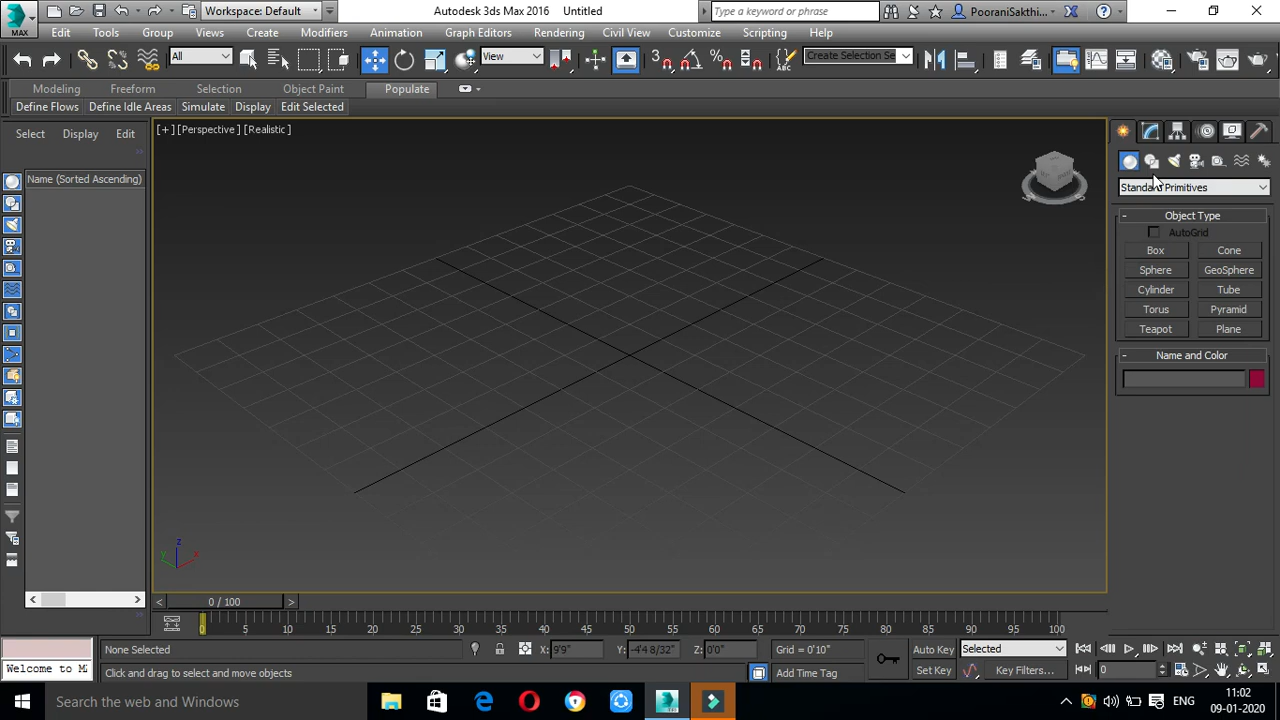 MAX
Workspace: Default
Autodesk 3ds Max 2016 Untitled
Type a keyword or phrase
PooraniSakthi...
?
Edit Tools Group Views Create Modifiers Animation Graph Editors Rendering Civil View Customize Scripting Help
All
View
3
%
Create Selection Se
Modeling Freeform Selection Object Paint Populate
Define Flows Define Idle Areas Simulate Display Edit Selected
Select Display Edit
Name (Sorted Ascending)
[+] [Perspective] [Realistic]
Standard Primitives
- Object Type
AutoGrid
Box Cone
Sphere GeoSphere
Cylinder Tube
Torus Pyramid
Teapot Plane
- Name and Color
z
y x
< 0 / 100 >
0 5 10 15 20 25 30 35 40 45 50 55 60 65 70 75 80 85 90 95 100
None Selected
X: 9'9" Y: -4'4 8/32" Z: 0'0" Grid = 0'10"
Auto Key Selected
Welcome to M
Click and drag to select and move objects
Add Time Tag
Set Key Key Filters... 0
Search the web and Windows
ENG
11:02
09-01-2020